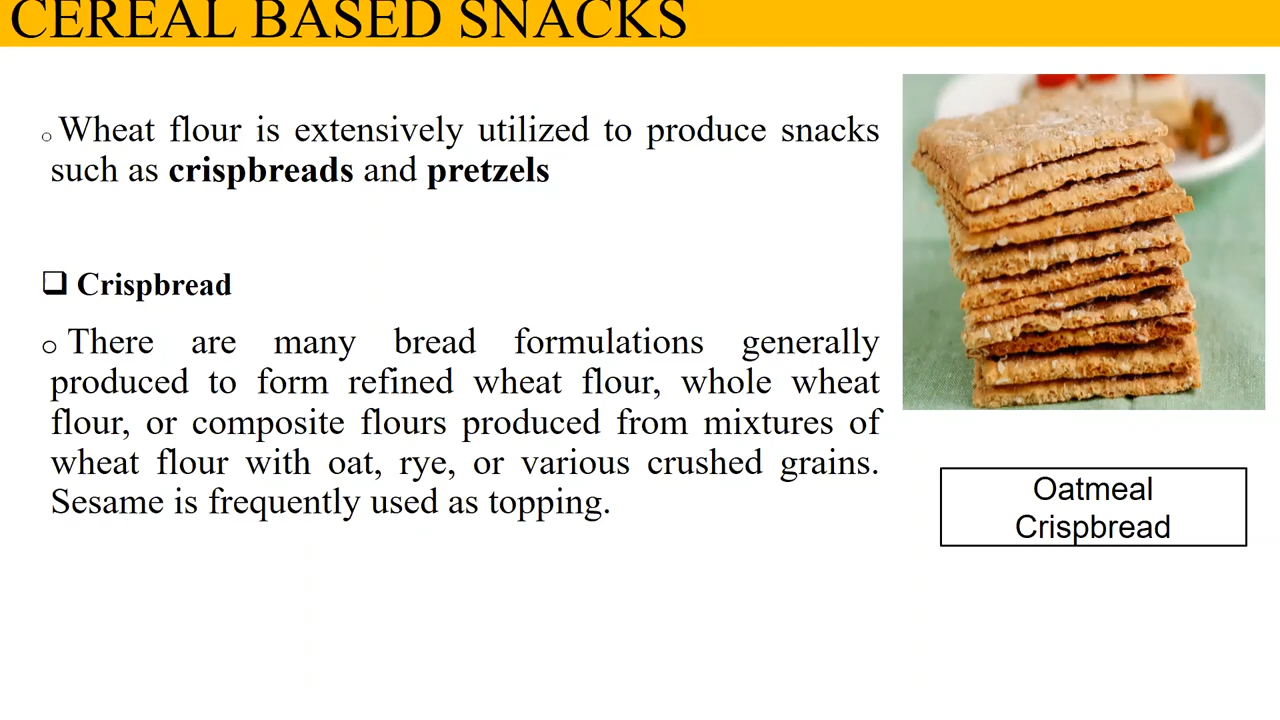 CEREAL BASED SNACKS
○ Wheat flour is extensively utilized to produce snacks
such as crispbreads and pretzels
❑ Crispbread
○ There are many bread formulations generally
produced to form refined wheat flour, whole wheat
flour, or composite flours produced from mixtures of
wheat flour with oat, rye, or various crushed grains.
Sesame is frequently used as topping.
Oatmeal
Crispbread